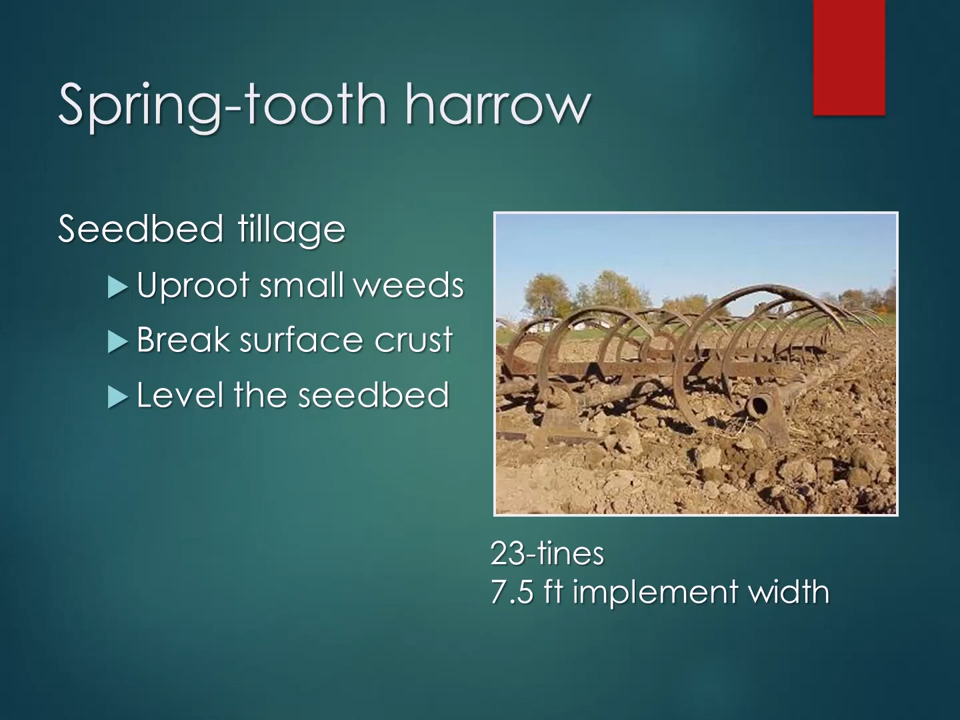 Spring-tooth harrow
Seedbed tillage
Uproot small weeds
Break surface crust
Level the seedbed
23-tines
7.5 ft implement width